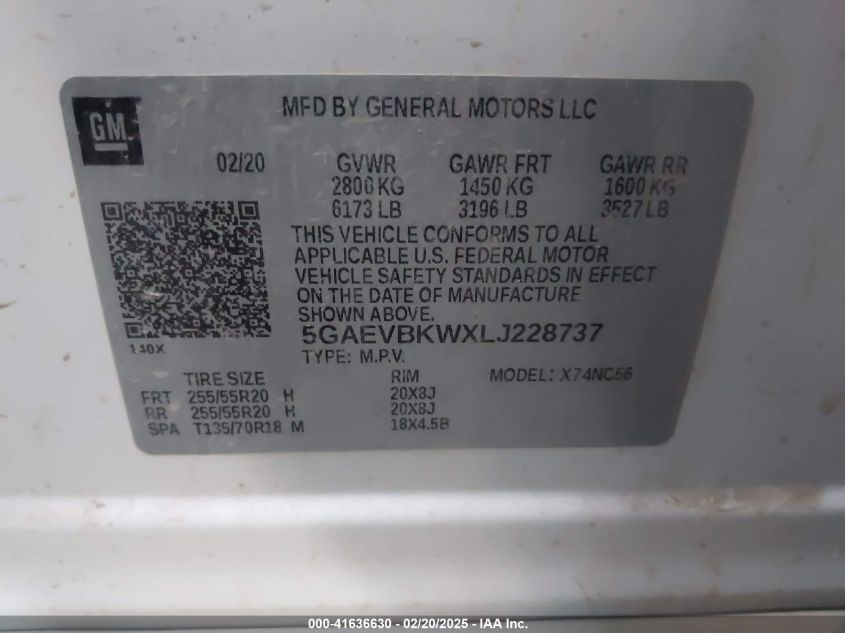 MFD BY GENERAL MOTORS LLC
GM
02/20 GVWR GAWR FRT GAWR RR
2800 KG 1450 KG 1600 KG
6173 LB 3196 LB 3527 LB
THIS VEHICLE CONFORMS TO ALL
APPLICABLE U.S. FEDERAL MOTOR
VEHICLE SAFETY STANDARDS IN EFFECT
ON THE DATE OF MANUFACTURE
SHOWN ABOVE.
5GAEVBKWXLJ228737
140X
TYPE: M.P.V.
TIRE SIZE RIM MODEL: X74NC56
FRT 255/55R20 H 20X8J
RR 255/55R20 H 20X8J
SPA T135/70R18 M 18X4.5B
000-41636630 - 02/20/2025 - IAA Inc.